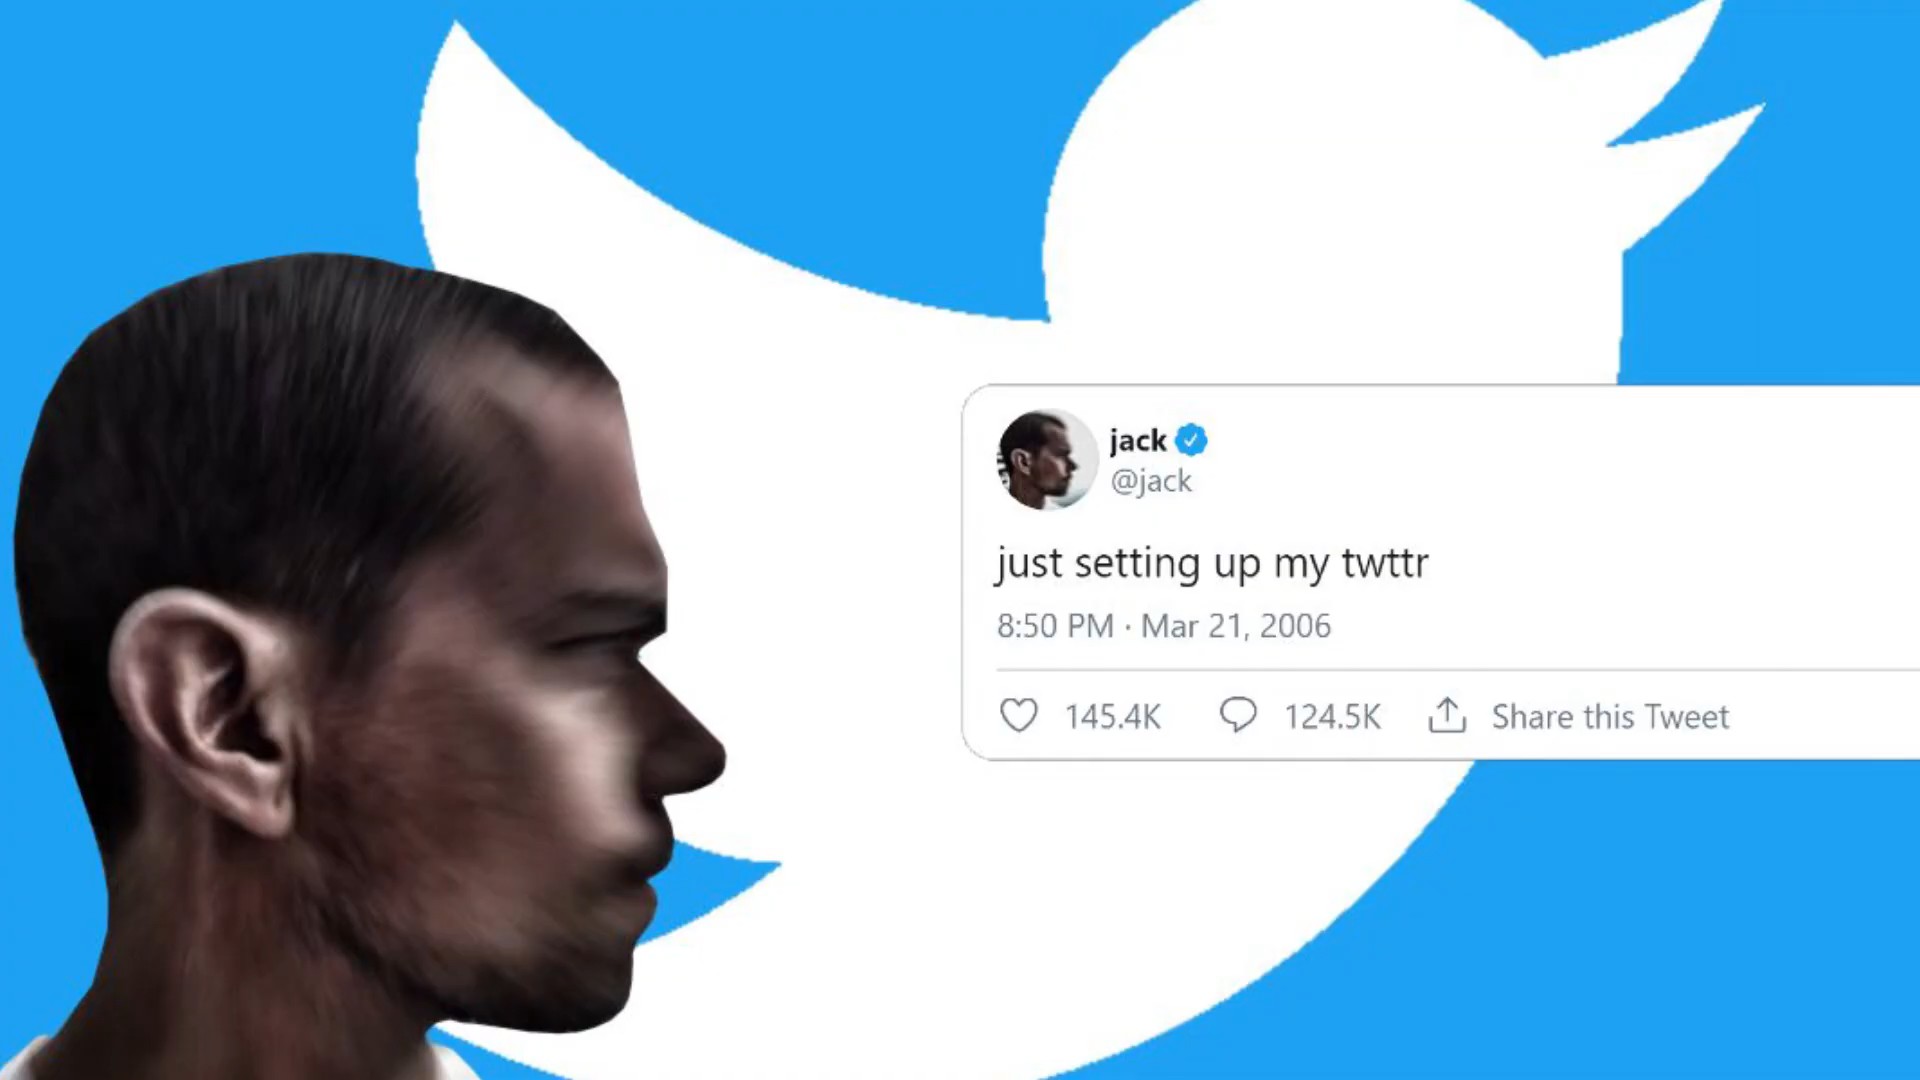 jack
@jack
just setting up my twttr
8:50 PM · Mar 21, 2006
145.4K 124.5K Share this Tweet